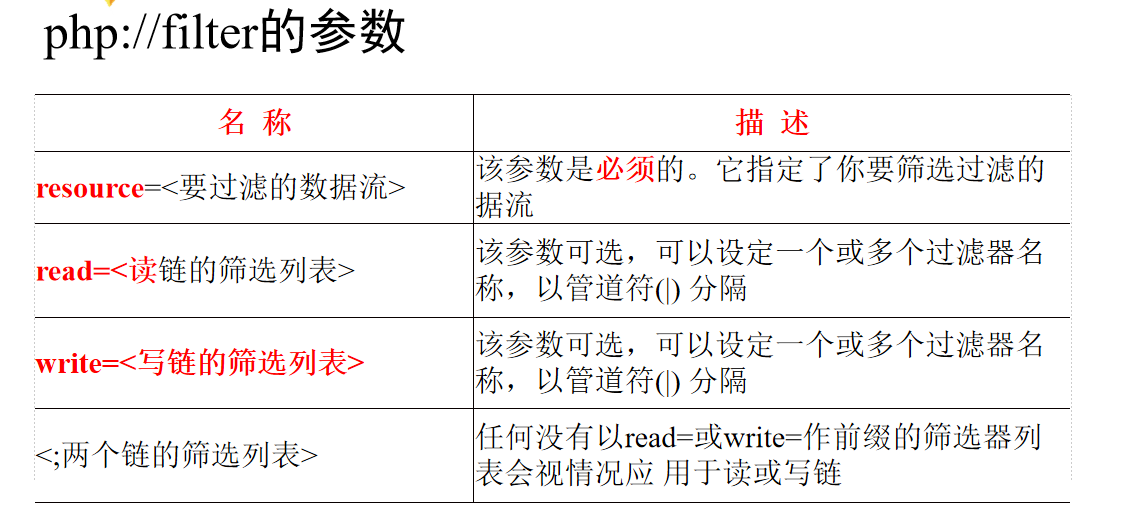 php://filter的参数
名 称
描 述
resource=<要过滤的数据流>
该参数是必须的。它指定了你要筛选过滤的
据流
read=<读链的筛选列表>
该参数可选，可以设定一个或多个过滤器名
称，以管道符(|) 分隔
write=<写链的筛选列表>
该参数可选，可以设定一个或多个过滤器名
称，以管道符(|) 分隔
<;两个链的筛选列表>
任何没有以read=或write=作前缀的筛选器列
表会视情况应 用于读或写链